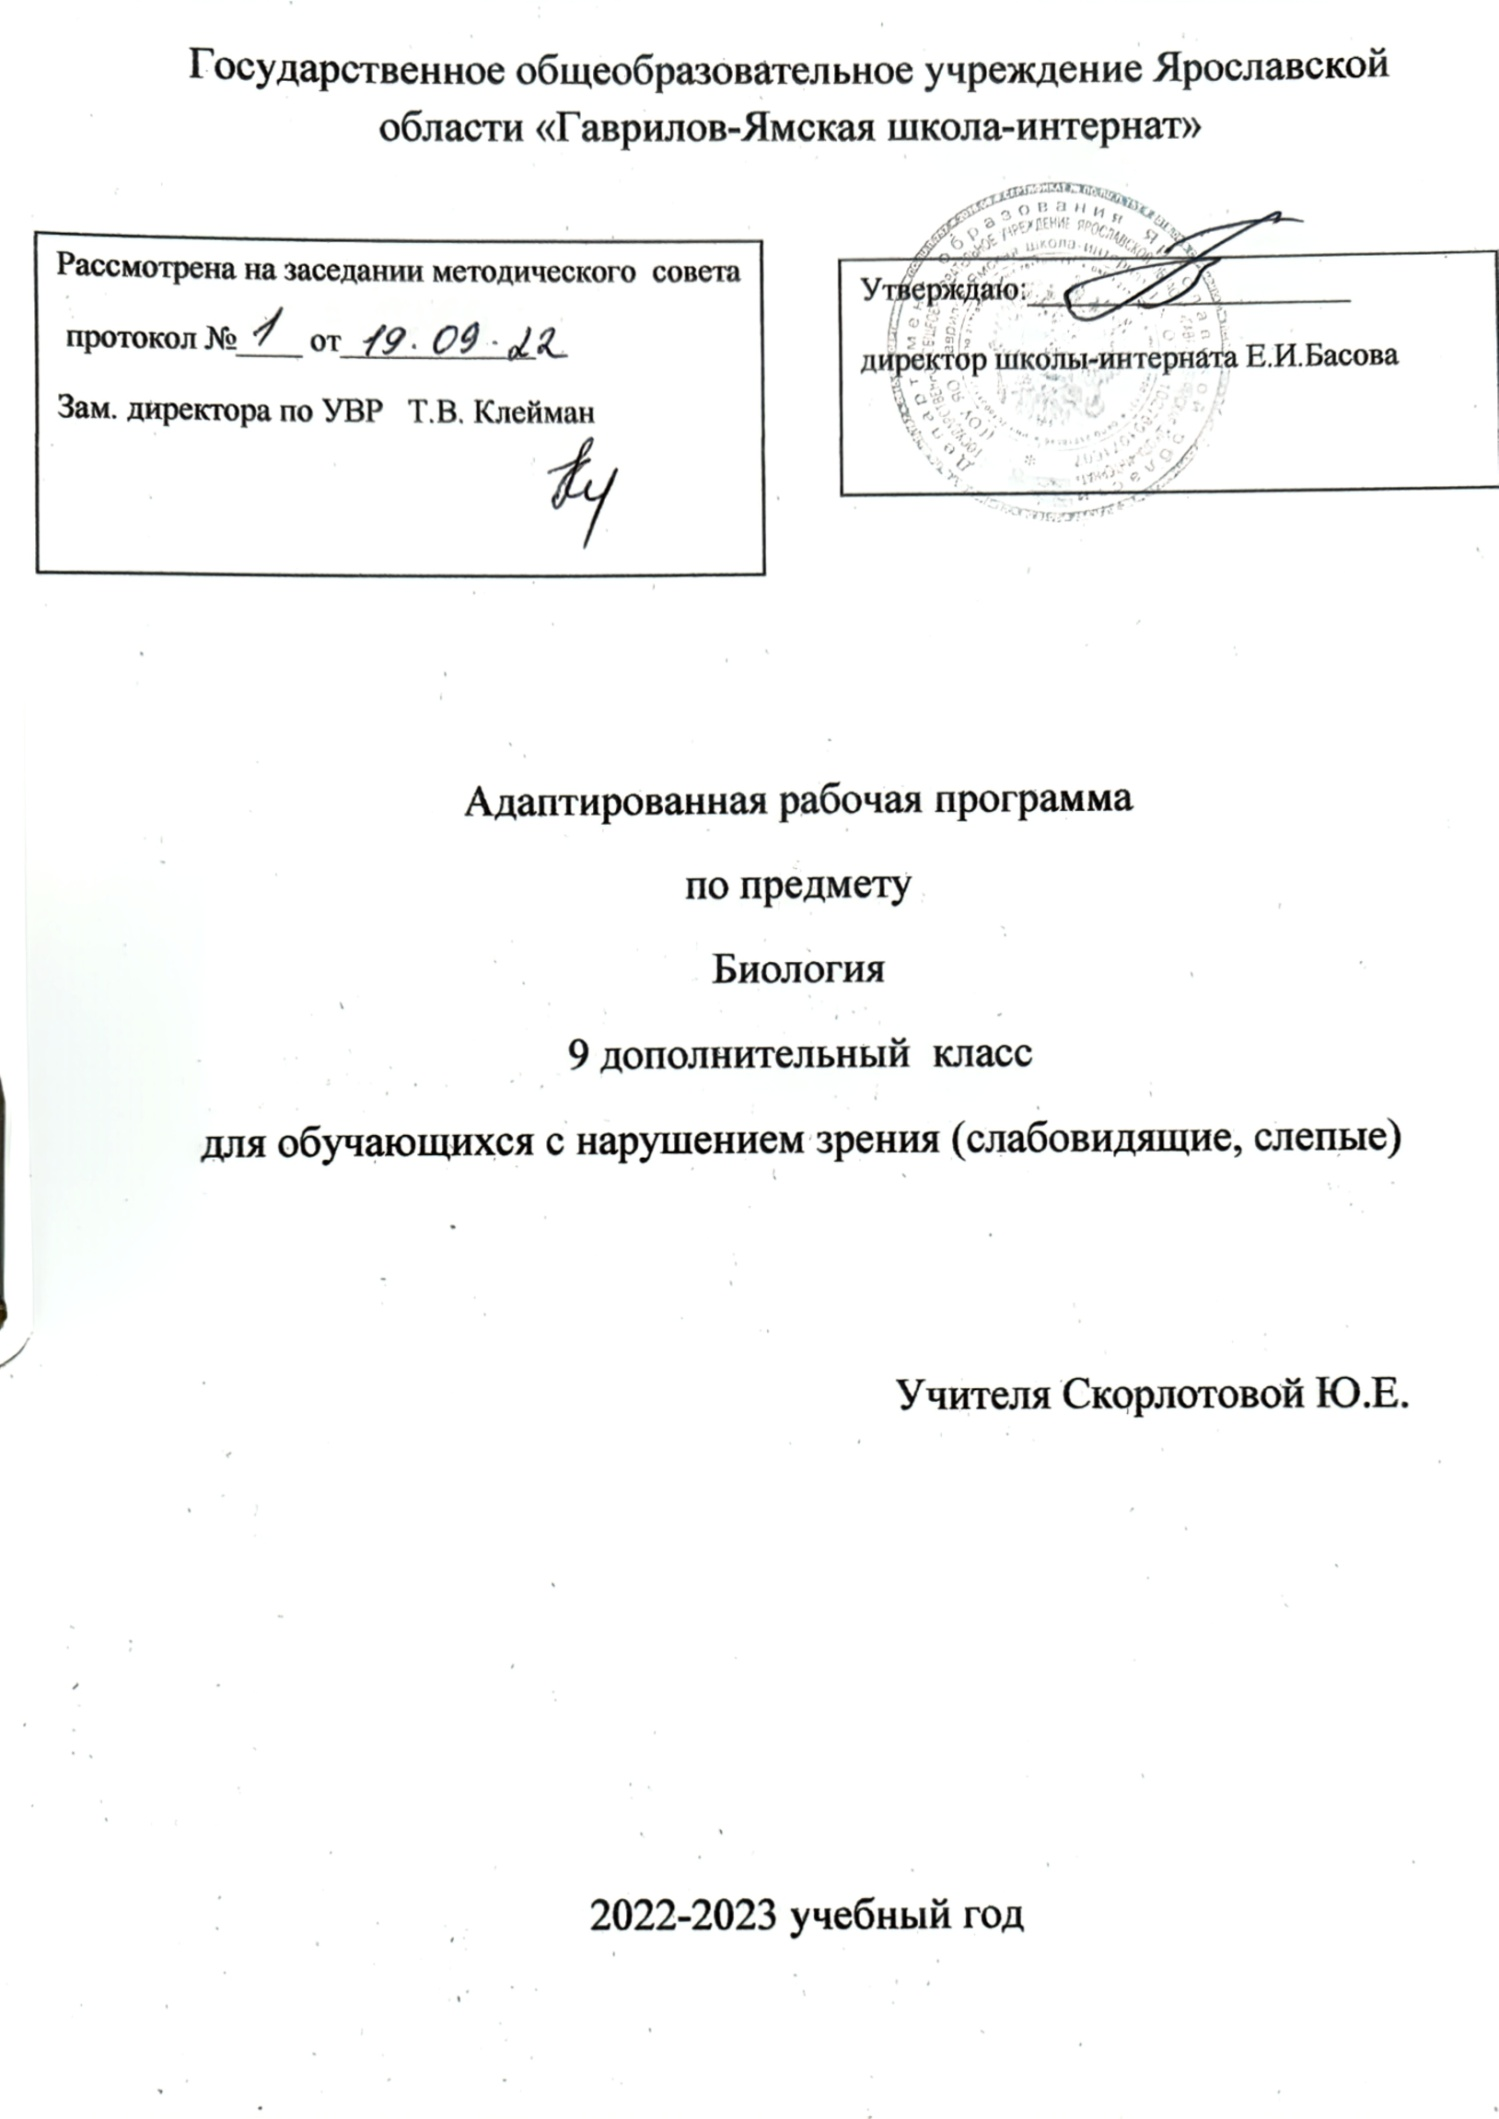 Государственное общеобразовательное учреждение Ярославской
области «Гаврилов-Ямская школа-интернат»
Рассмотрена на заседании методического совета
протокол № 1 от 19.09.22
Зам. директора по УВР Т.В. Клейман
Утверждаю:
директор школы-интерната Е.И.Басова
Адаптированная рабочая программа
по предмету
Биология
9 дополнительный класс
для обучающихся с нарушением зрения (слабовидящие, слепые)
Учителя Скорлотовой Ю.Е.
2022-2023 учебный год